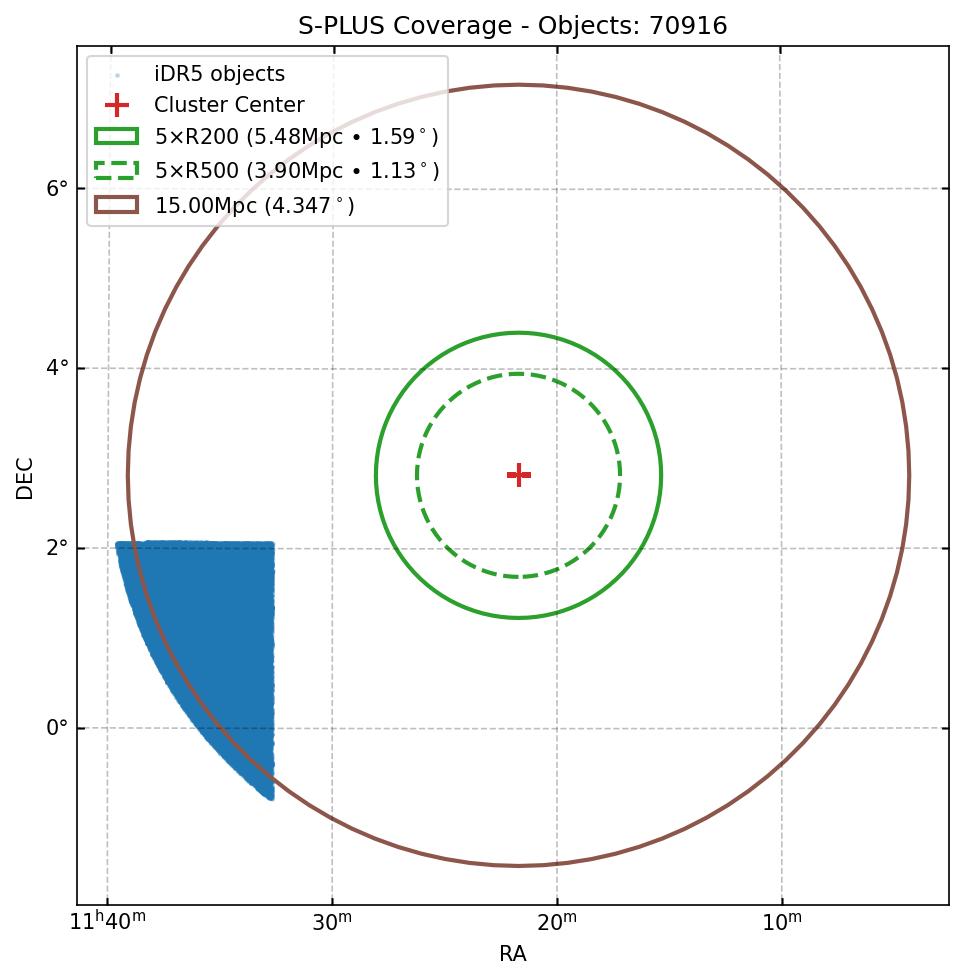 S-PLUS Coverage - Objects: 70916
iDR5 objects
Cluster Center
5×R200 (5.48Mpc • 1.59°)
5×R500 (3.90Mpc • 1.13°)
15.00Mpc (4.347°)
6°
4°
2°
0°
DEC
11ʰ40ᵐ 30ᵐ 20ᵐ 10ᵐ
RA